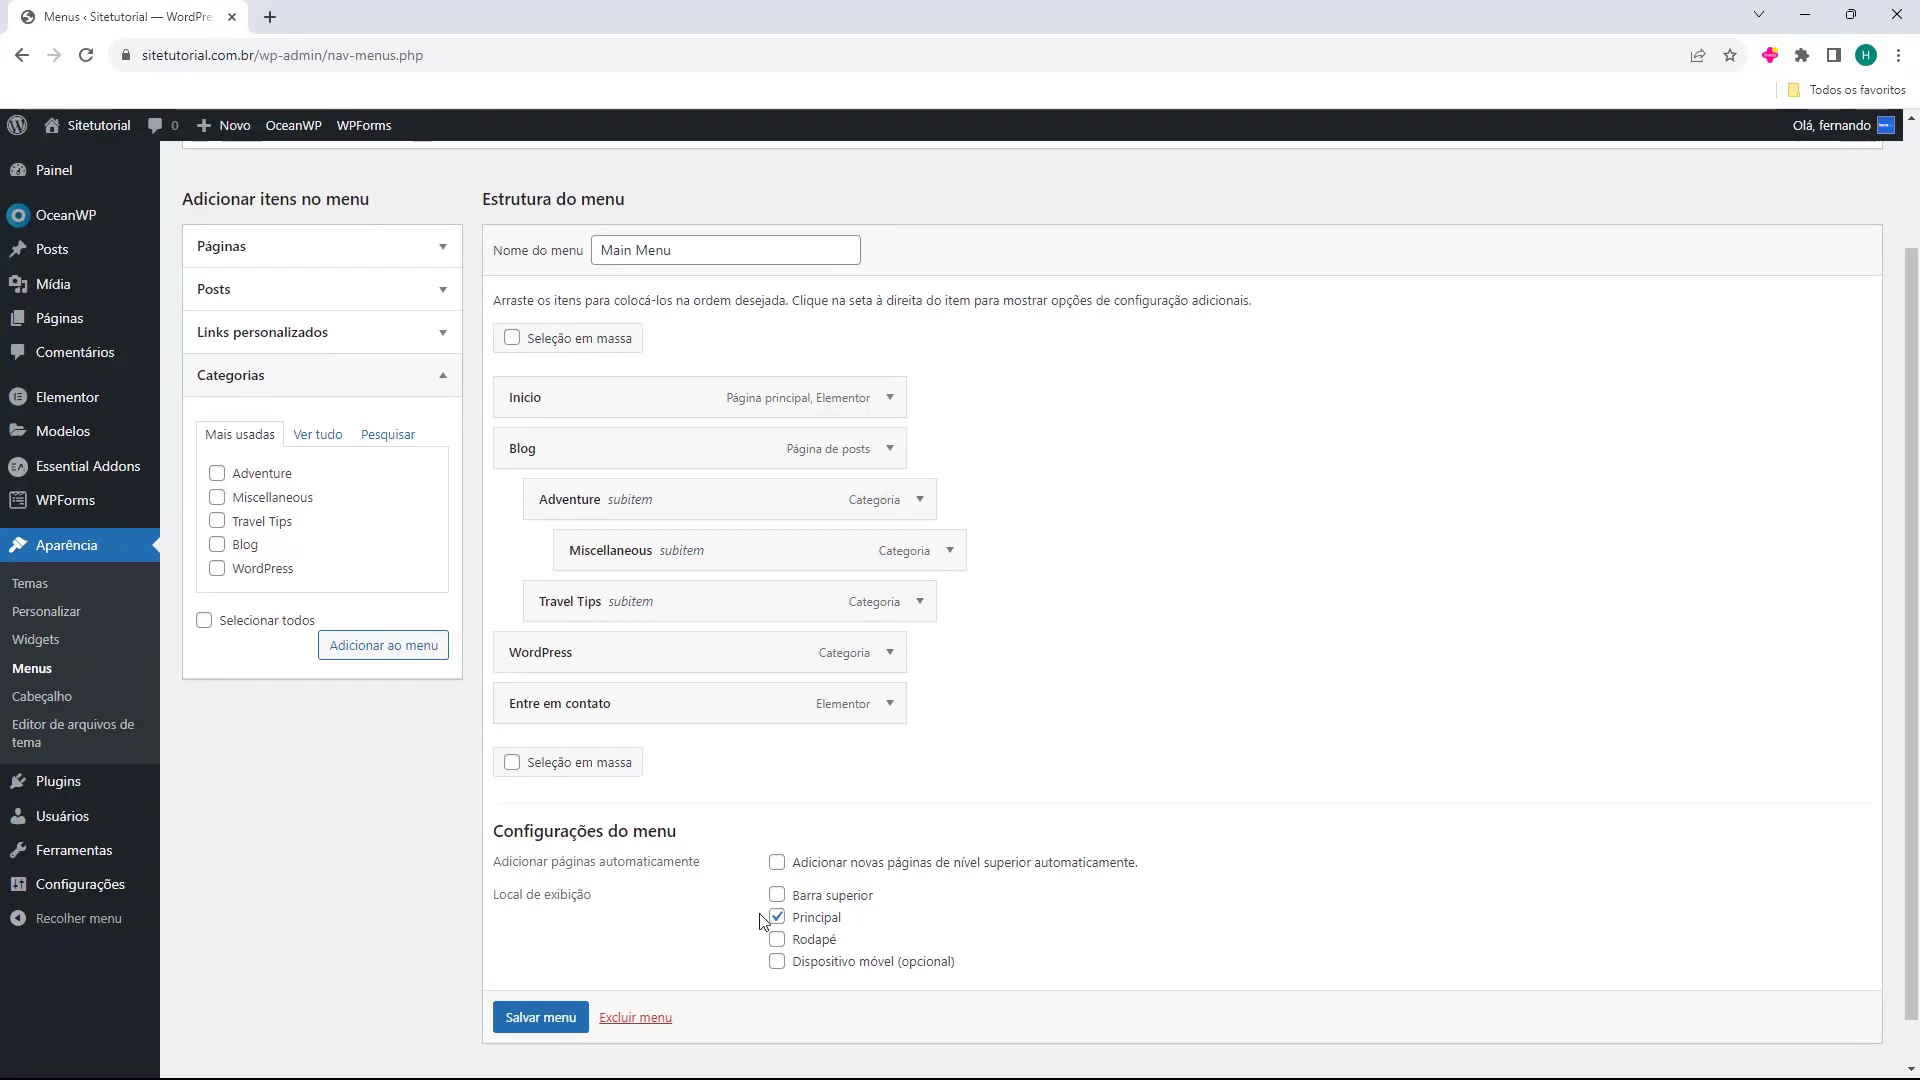 Menus ‹ Sitetutorial — WordPre
sitetutorial.com.br/wp-admin/nav-menus.php
H
Todos os favoritos
Sitetutorial
0
Novo
OceanWP
WPForms
Olá, fernando
Painel
OceanWP
Posts
Mídia
Páginas
Comentários
Elementor
Modelos
Essential Addons
WPForms
Aparência
Temas
Personalizar
Widgets
Menus
Cabeçalho
Editor de arquivos de
tema
Plugins
Usuários
Ferramentas
Configurações
Recolher menu
Adicionar itens no menu
Páginas
Posts
Links personalizados
Categorias
Mais usadas
Ver tudo
Pesquisar
Adventure
Miscellaneous
Travel Tips
Blog
WordPress
Selecionar todos
Adicionar ao menu
Estrutura do menu
Nome do menu
Main Menu
Arraste os itens para colocá-los na ordem desejada. Clique na seta à direita do item para mostrar opções de configuração adicionais.
Seleção em massa
Inicio
Página principal, Elementor
Blog
Página de posts
Adventure subitem
Categoria
Miscellaneous subitem
Categoria
Travel Tips subitem
Categoria
WordPress
Categoria
Entre em contato
Elementor
Seleção em massa
Configurações do menu
Adicionar páginas automaticamente
Adicionar novas páginas de nível superior automaticamente.
Local de exibição
Barra superior
Principal
Rodapé
Dispositivo móvel (opcional)
Salvar menu
Excluir menu